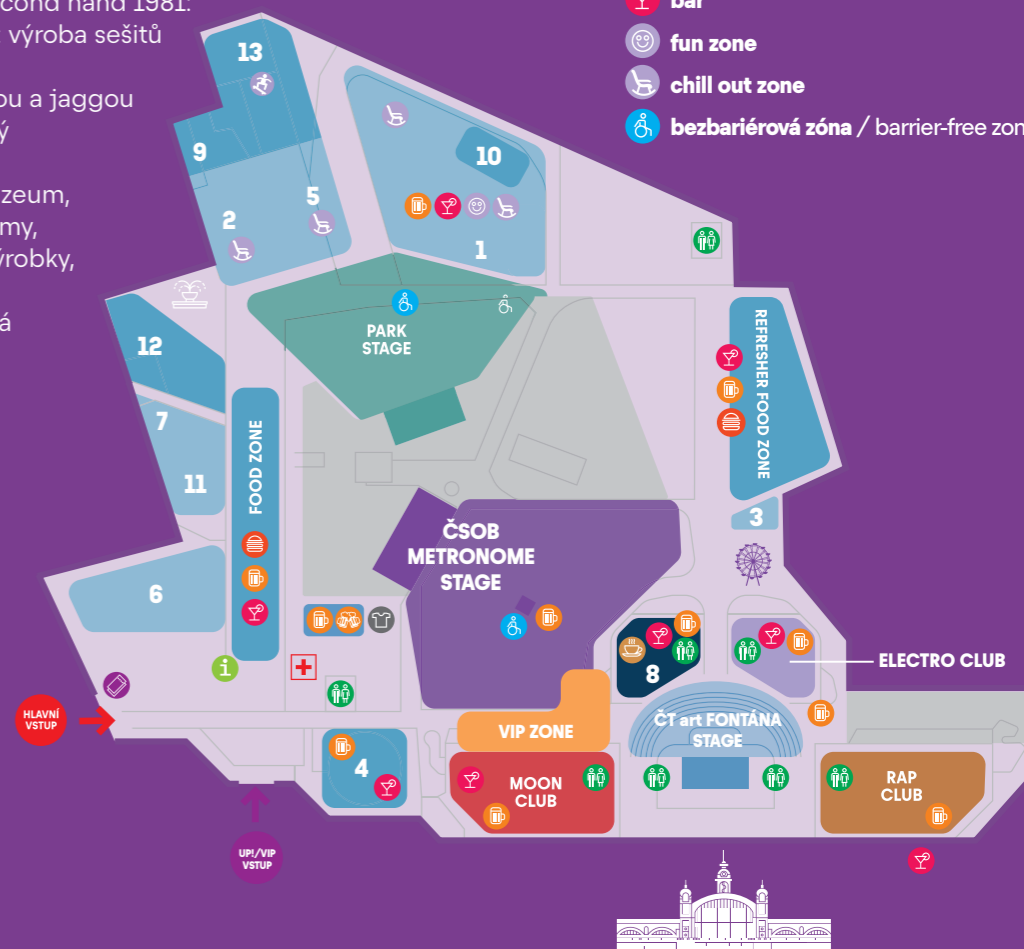 cond hand 1981:
výroba sešitů
ou a jaggou
ý
zeum,
my,
ýrobky,
á
bar
fun zone
chill out zone
bezbariérová zóna / barrier-free zon
13
9
5
2
10
1
PARK
STAGE
12
7
11
FOOD ZONE
6
REFRESHER FOOD ZONE
3
ČSOB
METRONOME
STAGE
8
ELECTRO CLUB
i
HLAVNÍ
VSTUP
VIP ZONE
ČT art FONTÁNA
STAGE
4
MOON
CLUB
RAP
CLUB
UP!/VIP
VSTUP